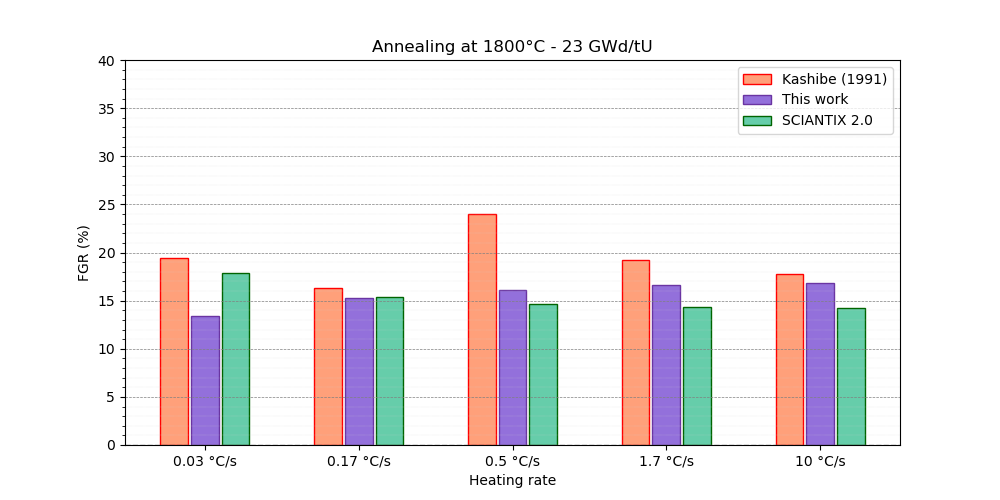 Annealing at 1800°C - 23 GWd/tU
40
35
30
25
20
15
10
5
0
FGR (%)
Kashibe (1991)
This work
SCIANTIX 2.0
0.03 °C/s
0.17 °C/s
0.5 °C/s
1.7 °C/s
10 °C/s
Heating rate